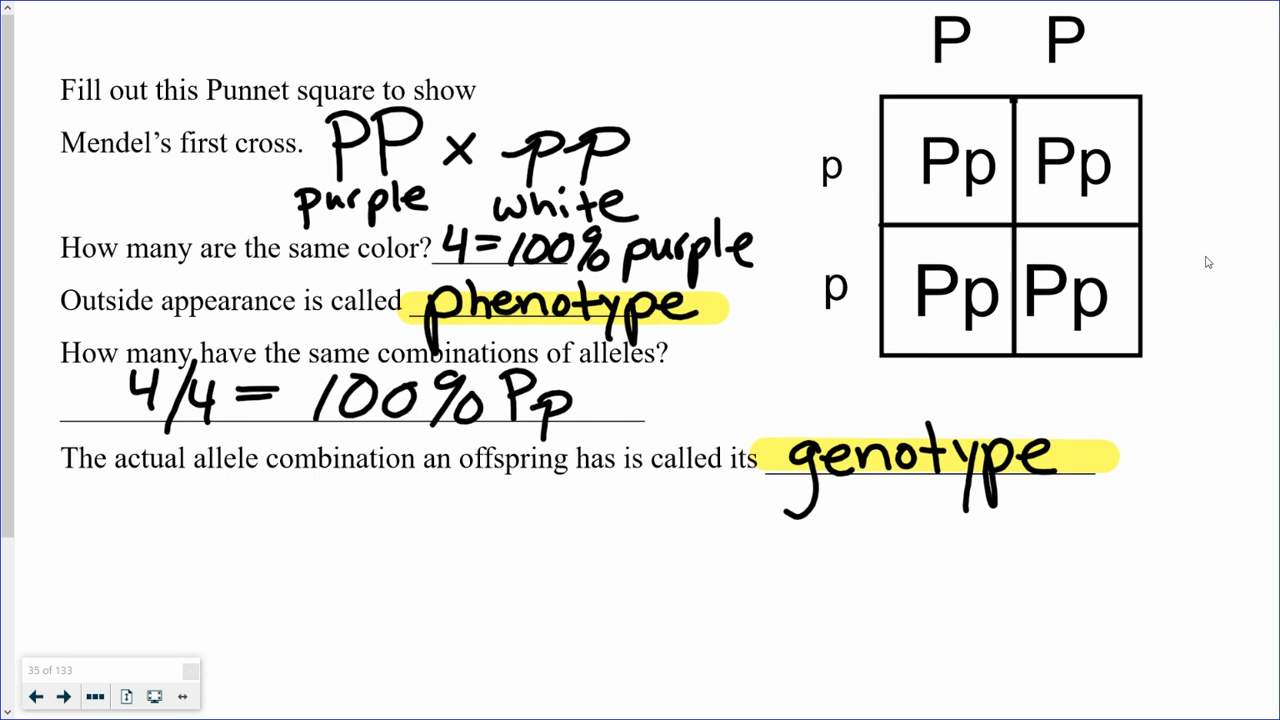 P P
Fill out this Punnet square to show
Mendel's first cross. PP x pp
purple white
p Pp Pp
How many are the same color? 4 = 100% purple
Outside appearance is called phenotype
p Pp Pp
How many have the same combinations of alleles?
4/4 = 100% Pp
The actual allele combination an offspring has is called its genotype
35 of 133